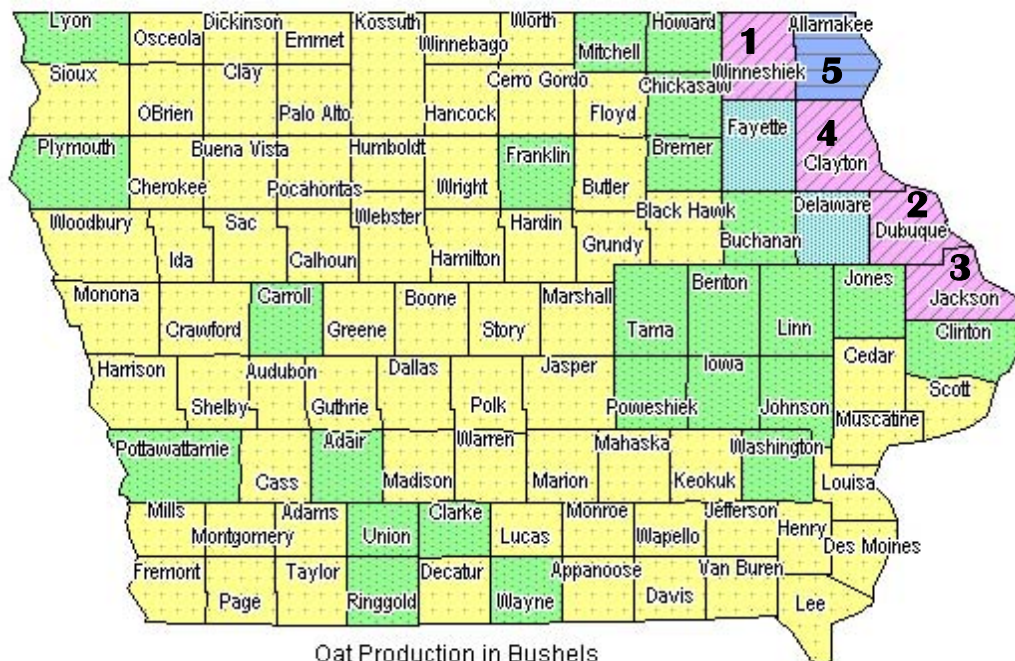 Lyon
Osceola
Dickinson
Emmet
Kossuth
Winnebago
Worth
Mitchell
Howard
1
Winneshiek
Allamakee
5
Sioux
OBrien
Clay
Palo Alto
Hancock
Cerro Gordo
Floyd
Chickasaw
Fayette
4
Clayton
Plymouth
Cherokee
Buena Vista
Pocahontas
Humboldt
Wright
Franklin
Butler
Bremer
Woodbury
Ida
Sac
Calhoun
Webster
Hamilton
Hardin
Grundy
Black Hawk
Buchanan
Delaware
2
Dubuque
Monona
Crawford
Carroll
Greene
Boone
Story
Marshall
Tama
Benton
Linn
Jones
3
Jackson
Clinton
Harrison
Shelby
Audubon
Guthrie
Dallas
Polk
Jasper
Poweshiek
Iowa
Johnson
Cedar
Scott
Muscatine
Pottawattamie
Cass
Adair
Madison
Warren
Marion
Mahaska
Keokuk
Washington
Louisa
Mills
Montgomery
Adams
Union
Clarke
Lucas
Monroe
Wapello
Jefferson
Henry
Des Moines
Fremont
Page
Taylor
Ringgold
Decatur
Wayne
Appanoose
Davis
Van Buren
Lee
Oat Production in Bushels